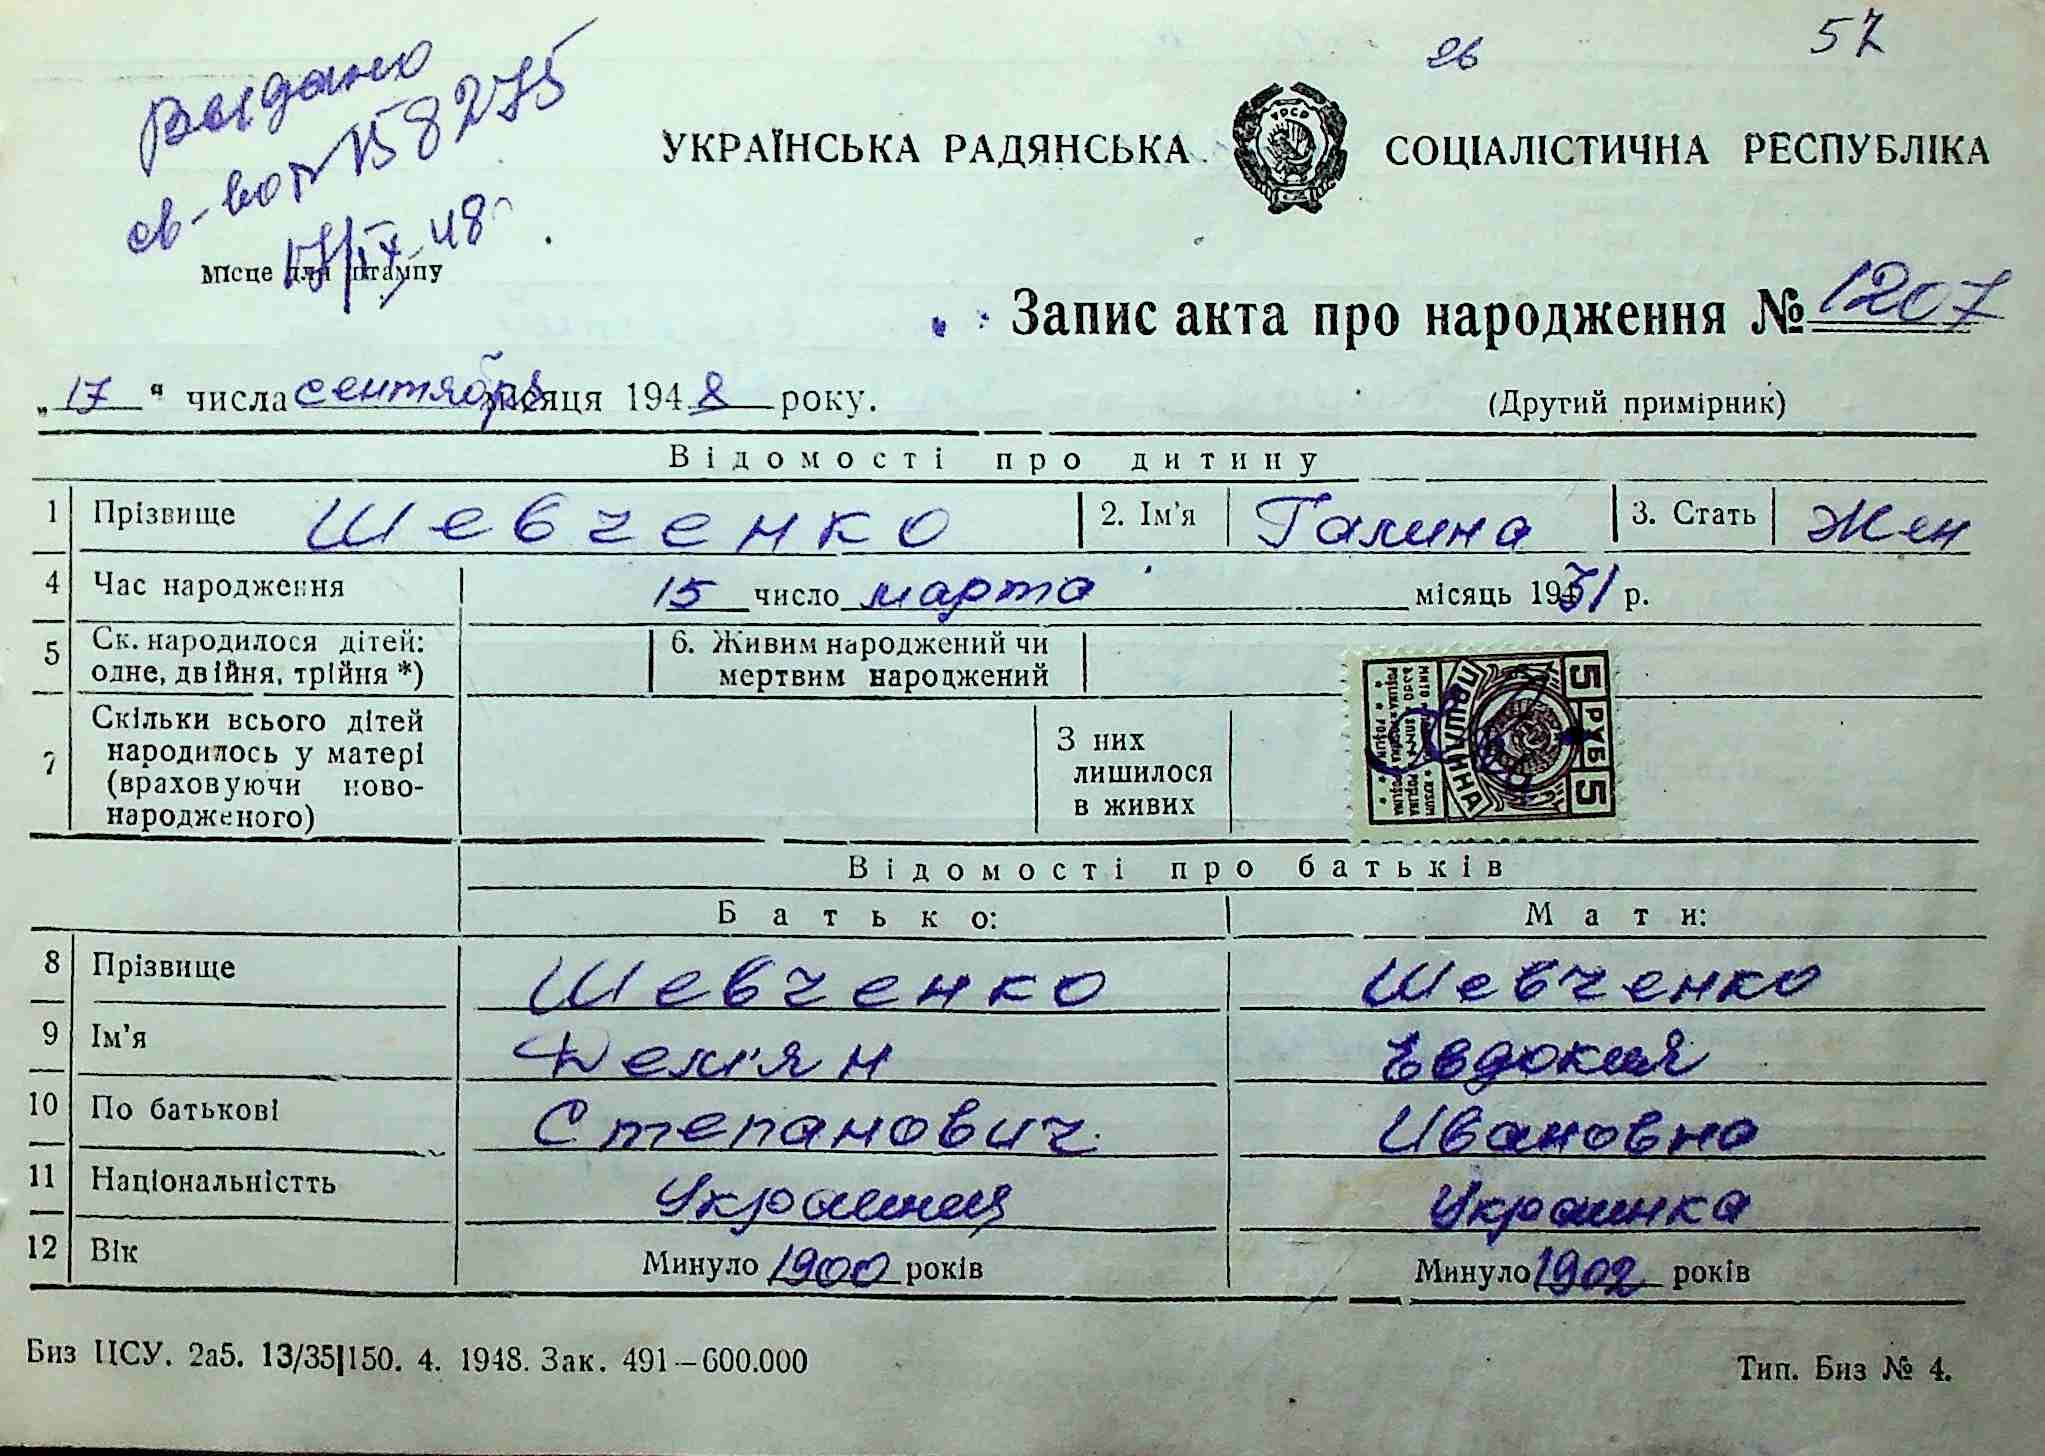 57
26
Видано
св-во № 158275
17/IX 48
Місце для штампу
УКРАЇНСЬКА РАДЯНСЬКА СОЦІАЛІСТИЧНА РЕСПУБЛІКА
УРСР
Запис акта про народження № 1207
„17“ числа сентября місяця 1948 року.
(Другий примірник)
Відомості про дитину
1 Прізвище Шевченко 2. Ім’я Галина 3. Стать Жен
4 Час народження 15 число марта місяць 1931 р.
5 Ск. народилося дітей: одне, двійня, трійня *) 6. Живим народжений чи мертвим народжений
7 Скільки всього дітей народилось у матері (враховуючи ново-народженого) З них лишилося в живих
5 РУБ 5
ПОШЛИННА
Відомості про батьків
Батько: Мати:
8 Прізвище Шевченко Шевченко
9 Ім’я Дем'ян Евдокия
10 По батькові Степанович Ивановна
11 Національністть Украинец Украинка
12 Вік Минуло 1900 років Минуло 1902 років
Биз ЦСУ. 2а5. 13/35|150. 4. 1948. Зак. 491–600.000
Тип. Биз № 4.